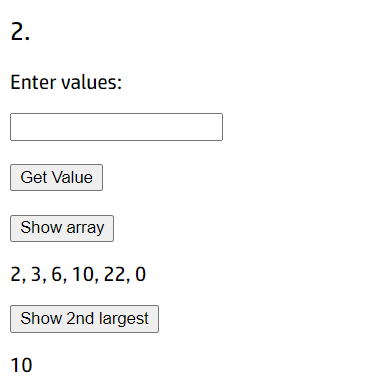 2.
Enter values:
Get Value
Show array
2, 3, 6, 10, 22, 0
Show 2nd largest
10